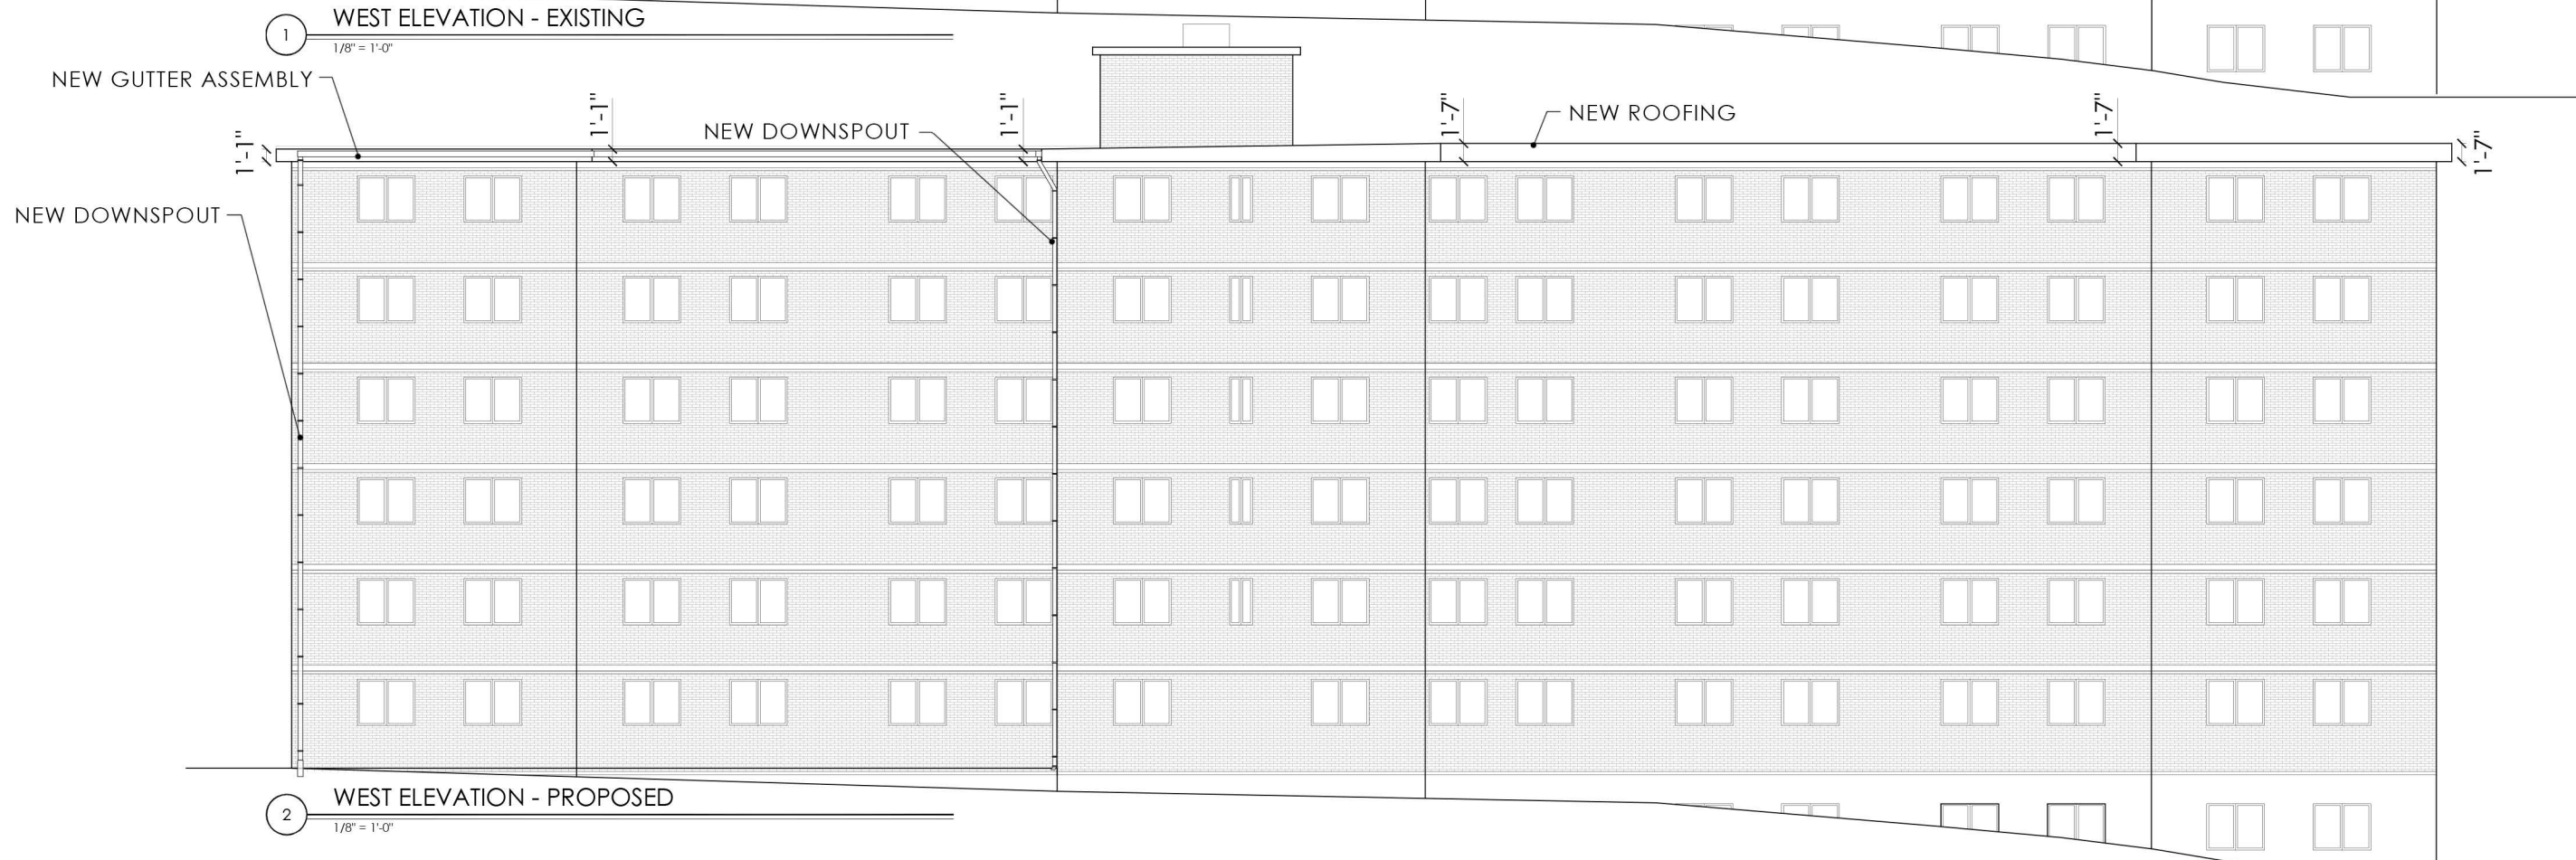 WEST ELEVATION - EXISTING
1
1/8" = 1'-0"
NEW GUTTER ASSEMBLY
1'-1"
1'-1"
NEW DOWNSPOUT
1'-1"
1'-7"
NEW ROOFING
1'-7"
1'-7"
NEW DOWNSPOUT
WEST ELEVATION - PROPOSED
2
1/8" = 1'-0"